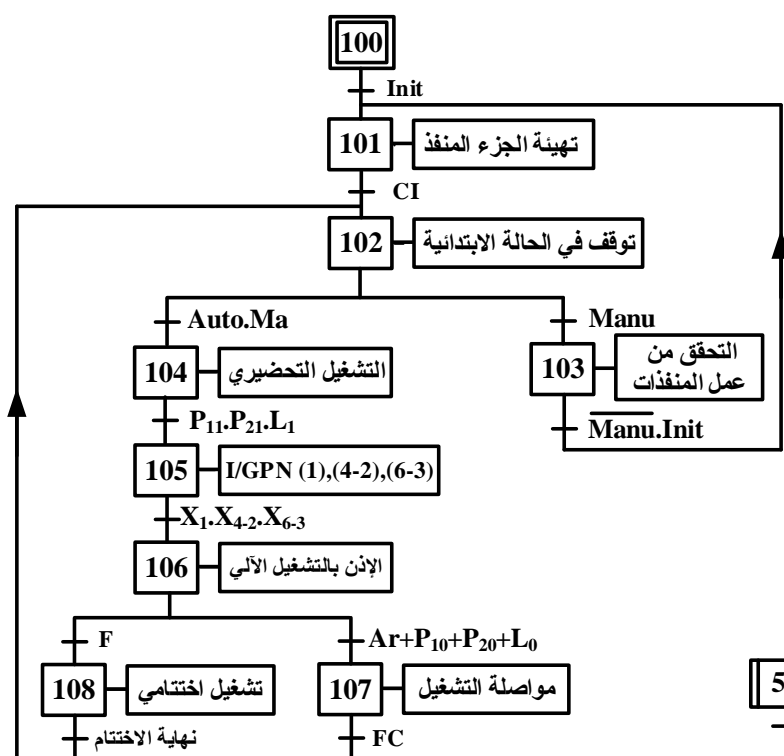 100
Init
101
تهيئة الجزء المنفذ
CI
102
توقف في الحالة الابتدائية
Auto.Ma
Manu
104
التشغيل التحضيري
103
التحقق من
عمل المنفذات
P₁₁.P₂₁.L₁
M̅a̅n̅u̅.Init
105
I/GPN (1),(4-2),(6-3)
X₁.X₄₋₂.X₆₋₃
106
الإذن بالتشغيل الآلي
F
Ar+P₁₀+P₂₀+L₀
108
تشغيل اختتامي
107
مواصلة التشغيل
5
نهاية الاختتام
FC